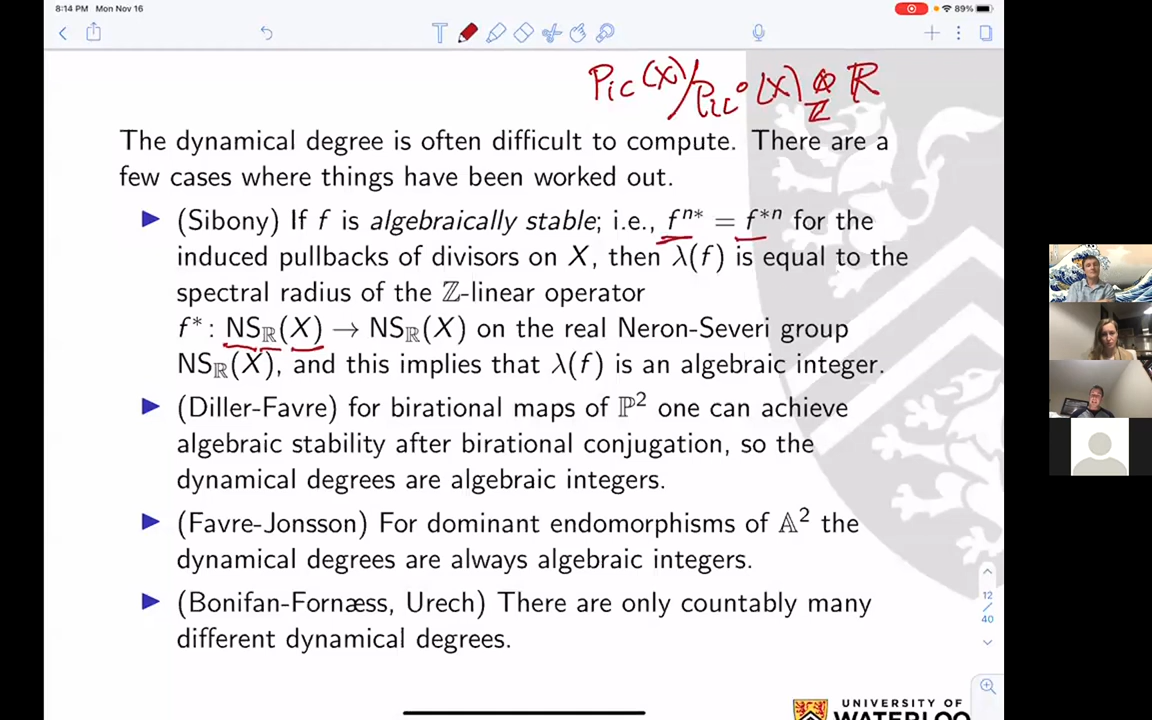 8:14 PM Mon Nov 16
89%
Pic(X)/Pic⁰(X) ⊗ ℝ
ℤ
The dynamical degree is often difficult to compute. There are a
few cases where things have been worked out.
(Sibony) If f is algebraically stable; i.e., fⁿ* = f*ⁿ for the
induced pullbacks of divisors on X, then λ(f) is equal to the
spectral radius of the ℤ-linear operator
f* : NSℝ(X) → NSℝ(X) on the real Neron-Severi group
NSℝ(X), and this implies that λ(f) is an algebraic integer.
(Diller-Favre) for birational maps of ℙ² one can achieve
algebraic stability after birational conjugation, so the
dynamical degrees are algebraic integers.
(Favre-Jonsson) For dominant endomorphisms of 𝔸² the
dynamical degrees are always algebraic integers.
(Bonifan-Fornæss, Urech) There are only countably many
different dynamical degrees.
12
/
40
UNIVERSITY OF
WATERLOO